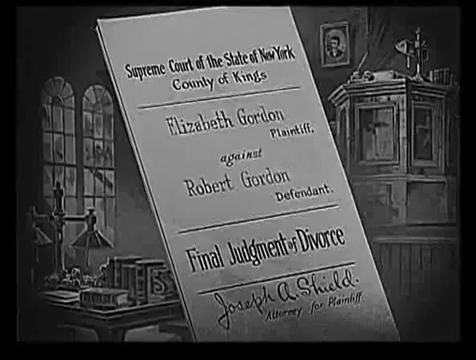 Supreme Court of the State of New York
County of Kings
Elizabeth Gordon
Plaintiff,
against
Robert Gordon
Defendant.
Final Judgment of Divorce
Joseph A. Shield.
Attorney for Plaintiff